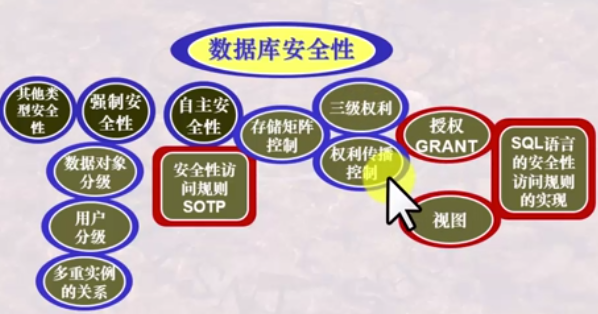 数据库安全性
其他类
型安全
性
强制安
全性
自主安
全性
存储矩阵
控制
三级权利
权利传播
控制
授权
GRANT
SQL语言
的安全性
访问规则
的实现
数据对象
分级
安全性访
问规则
SOTP
用户
分级
视图
多重实例
的关系